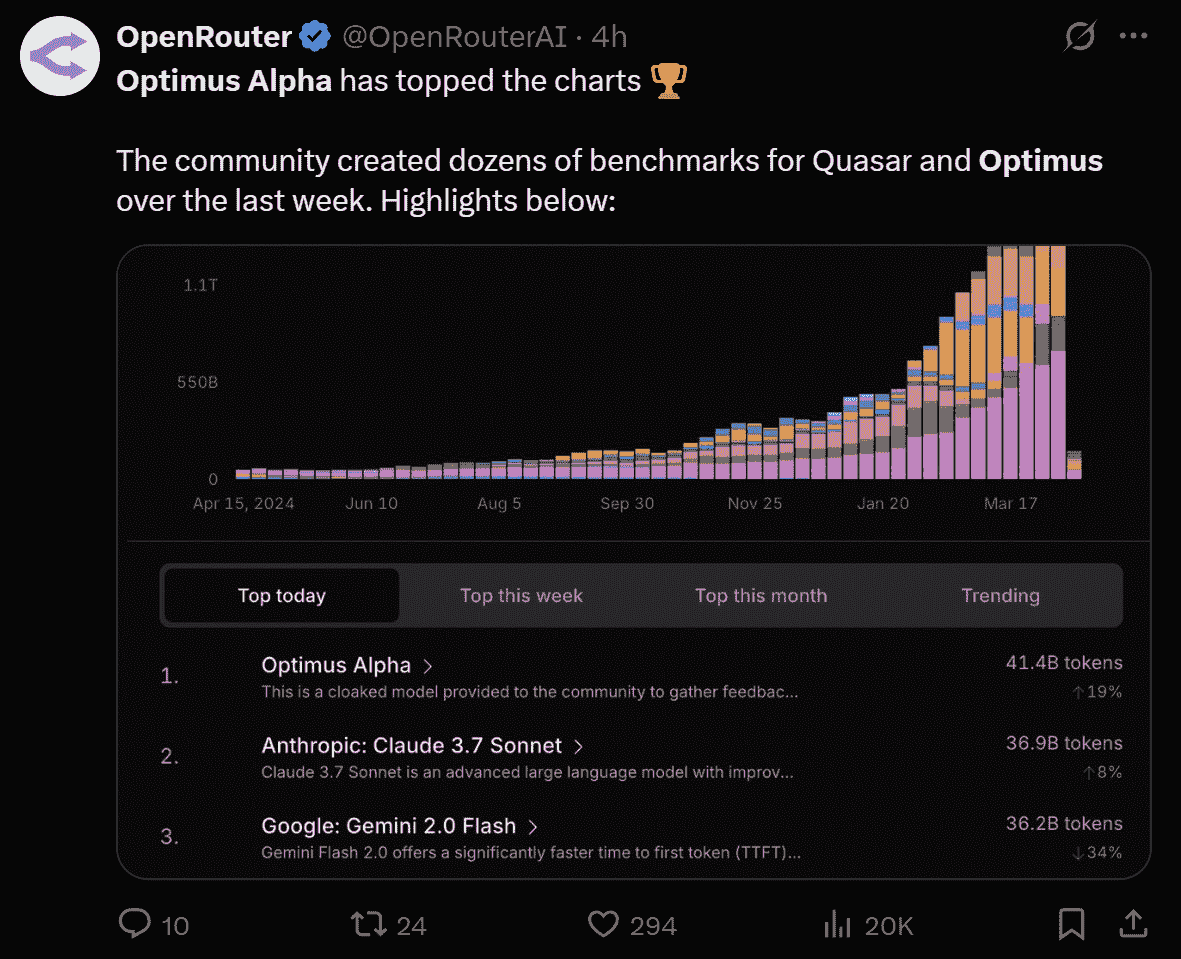 OpenRouter @OpenRouterAI · 4h
Optimus Alpha has topped the charts 🏆
The community created dozens of benchmarks for Quasar and Optimus
over the last week. Highlights below:
1.1T
550B
0
Apr 15, 2024 Jun 10 Aug 5 Sep 30 Nov 25 Jan 20 Mar 17
Top today Top this week Top this month Trending
1. Optimus Alpha > 41.4B tokens
This is a cloaked model provided to the community to gather feedbac... ↑19%
2. Anthropic: Claude 3.7 Sonnet > 36.9B tokens
Claude 3.7 Sonnet is an advanced large language model with improv... ↑8%
3. Google: Gemini 2.0 Flash > 36.2B tokens
Gemini Flash 2.0 offers a significantly faster time to first token (TTFT)... ↓34%
10 24 294 20K